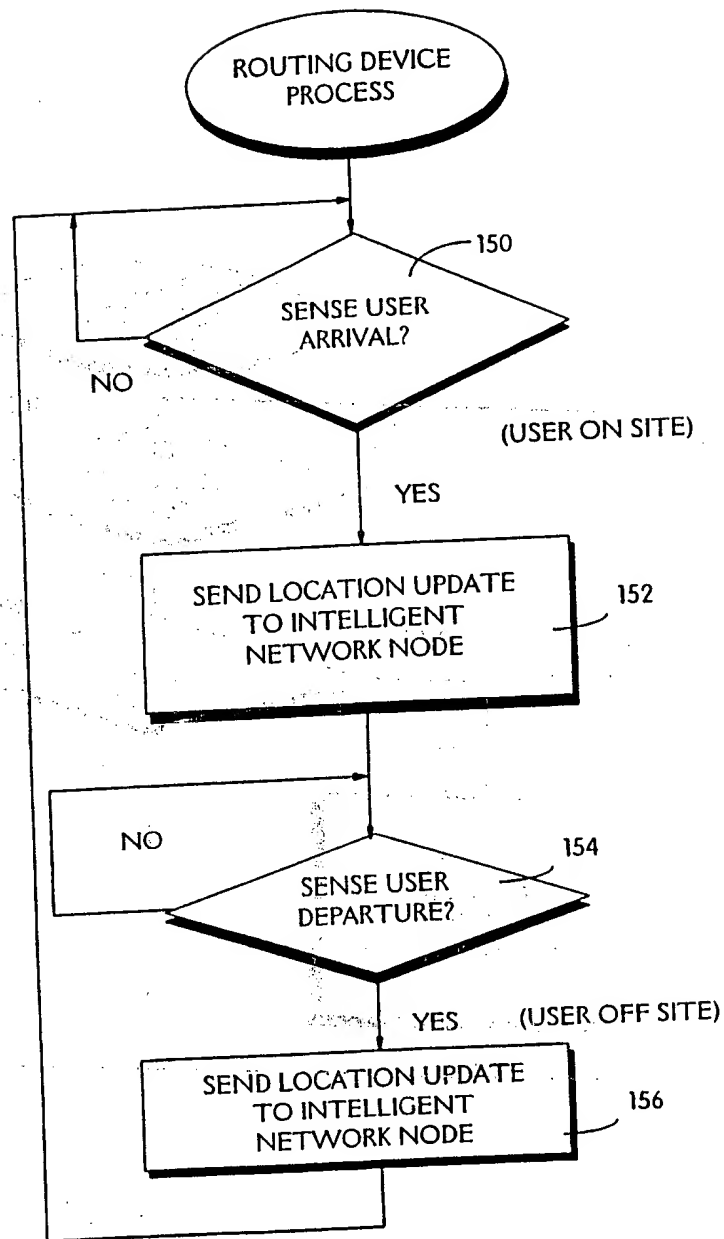 ROUTING DEVICE
PROCESS
150
SENSE USER
ARRIVAL?
NO
(USER ON SITE)
YES
SEND LOCATION UPDATE
TO INTELLIGENT
NETWORK NODE
152
NO
154
SENSE USER
DEPARTURE?
YES
(USER OFF SITE)
SEND LOCATION UPDATE
TO INTELLIGENT
NETWORK NODE
156